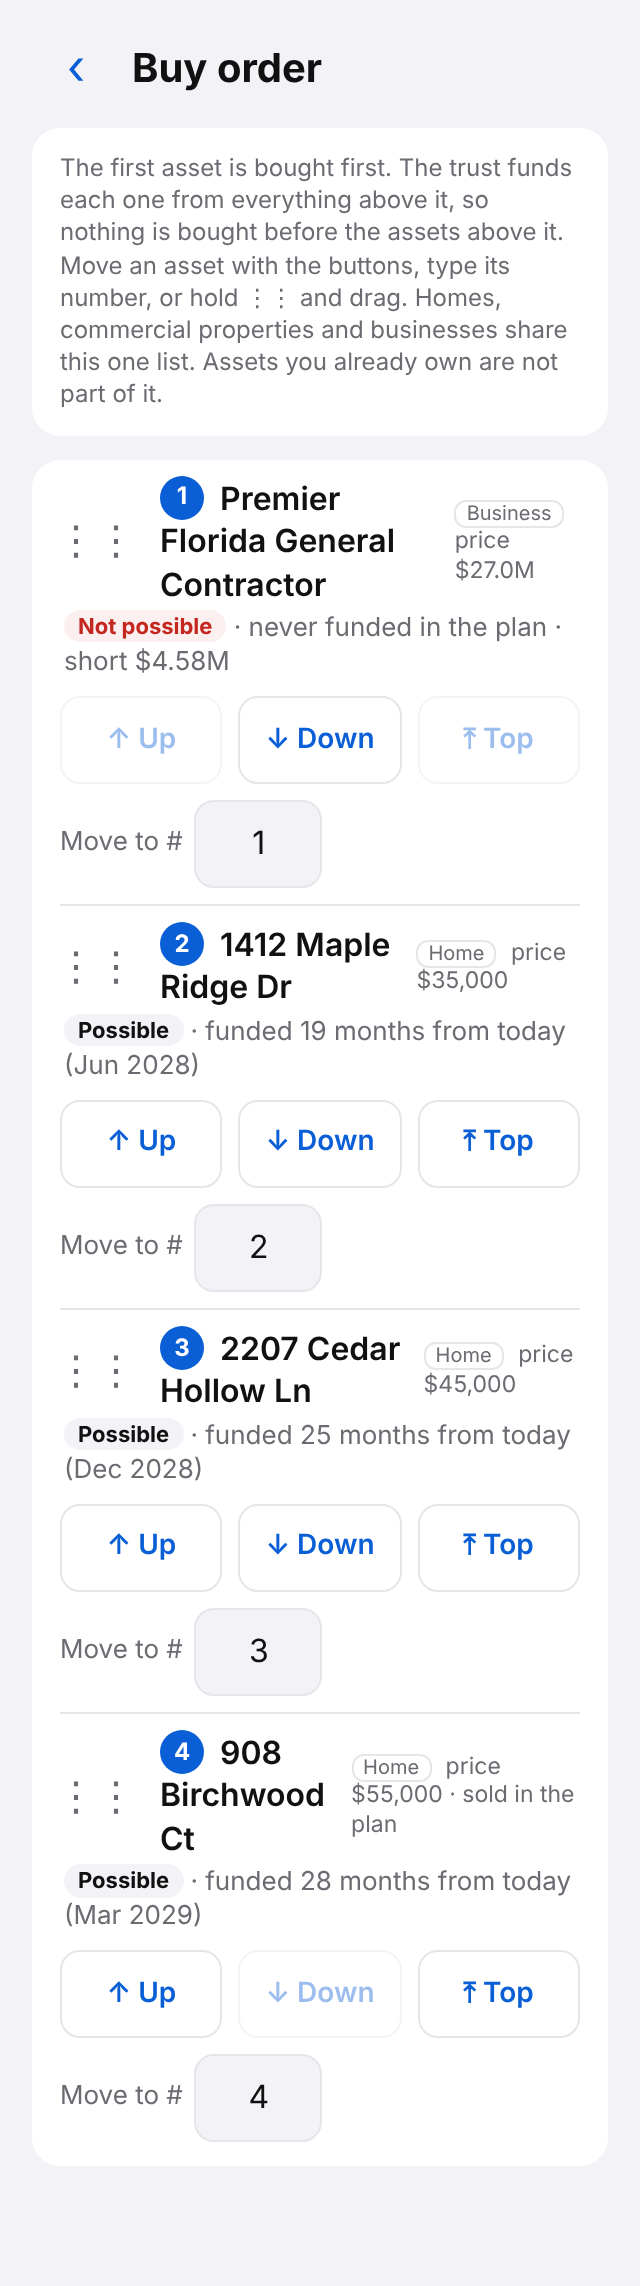 ‹ Buy order
The first asset is bought first. The trust funds
each one from everything above it, so
nothing is bought before the assets above it.
Move an asset with the buttons, type its
number, or hold ⋮⋮ and drag. Homes,
commercial properties and businesses share
this one list. Assets you already own are not
part of it.
⋮⋮
1 Premier
Florida General
Contractor
Business
price
$27.0M
Not possible · never funded in the plan ·
short $4.58M
↑ Up ↓ Down ⤒ Top
Move to # 1
⋮⋮
2 1412 Maple
Ridge Dr
Home price
$35,000
Possible · funded 19 months from today
(Jun 2028)
↑ Up ↓ Down ⤒ Top
Move to # 2
⋮⋮
3 2207 Cedar
Hollow Ln
Home price
$45,000
Possible · funded 25 months from today
(Dec 2028)
↑ Up ↓ Down ⤒ Top
Move to # 3
⋮⋮
4 908
Birchwood
Ct
Home price
$55,000 · sold in the
plan
Possible · funded 28 months from today
(Mar 2029)
↑ Up ↓ Down ⤒ Top
Move to # 4